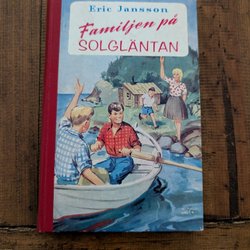 Eric Jansson
Familjen på
SOLGLÄNTAN